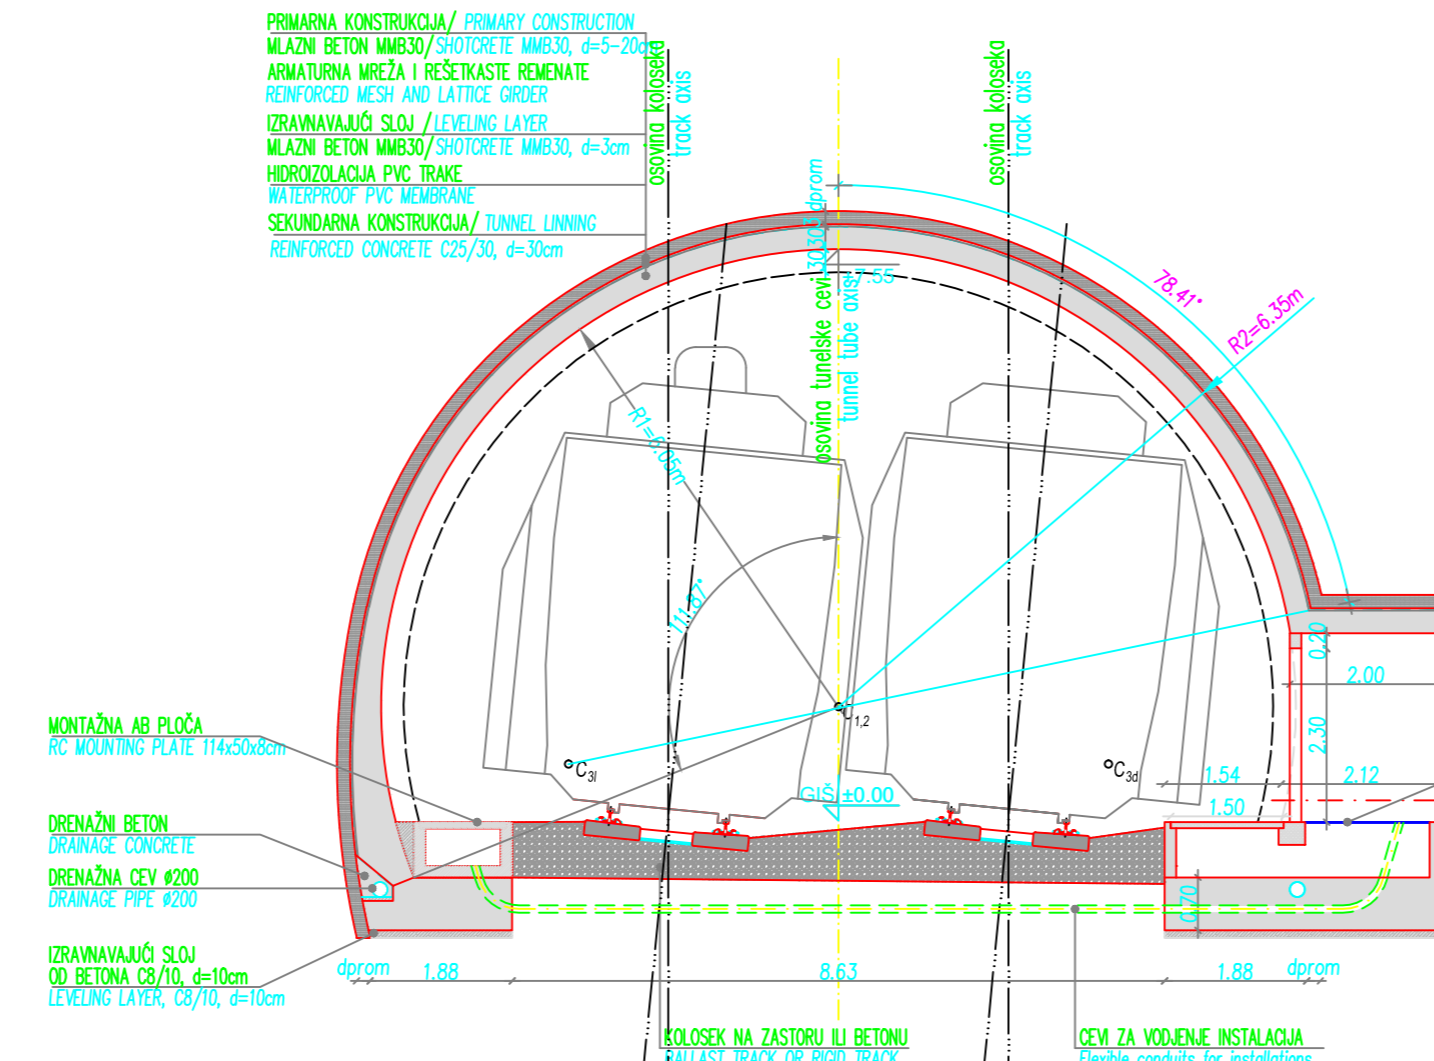 PRIMARNA KONSTRUKCIJA/ PRIMARY CONSTRUCTION
MLAZNI BETON MMB30/SHOTCRETE MMB30, d=5-20cm
ARMATURNA MREŽA I REŠETKASTE REMENATE
REINFORCED MESH AND LATTICE GIRDER
IZRAVNAVAJUĆI SLOJ /LEVELING LAYER
MLAZNI BETON MMB30/SHOTCRETE MMB30, d=3cm
HIDROIZOLACIJA PVC TRAKE
WATERPROOF PVC MEMBRANE
SEKUNDARNA KONSTRUKCIJA/ TUNNEL LINNING
REINFORCED CONCRETE C25/30, d=30cm
osovina koloseka
track axis
osovina koloseka
track axis
dprom
osovina tunelske cevi
tunnel tube axis
78.41°
R2=6.35m
R1=6.05m
111.87°
C3l
C3d
GIŠ ±0.00
0.20
2.00
2.30
1.54
2.12
1.50
0.70
MONTAŽNA AB PLOČA
RC MOUNTING PLATE 114x50x8cm
DRENAŽNI BETON
DRAINAGE CONCRETE
DRENAŽNA CEV ø200
DRAINAGE PIPE ø200
IZRAVNAVAJUĆI SLOJ
OD BETONA C8/10, d=10cm
LEVELING LAYER, C8/10, d=10cm
dprom 1.88 8.63 1.88 dprom
KOLOSEK NA ZASTORU ILI BETONU
BALLAST TRACK OR RIGID TRACK
CEVI ZA VODJENJE INSTALACIJA
Flexible conduits for installations